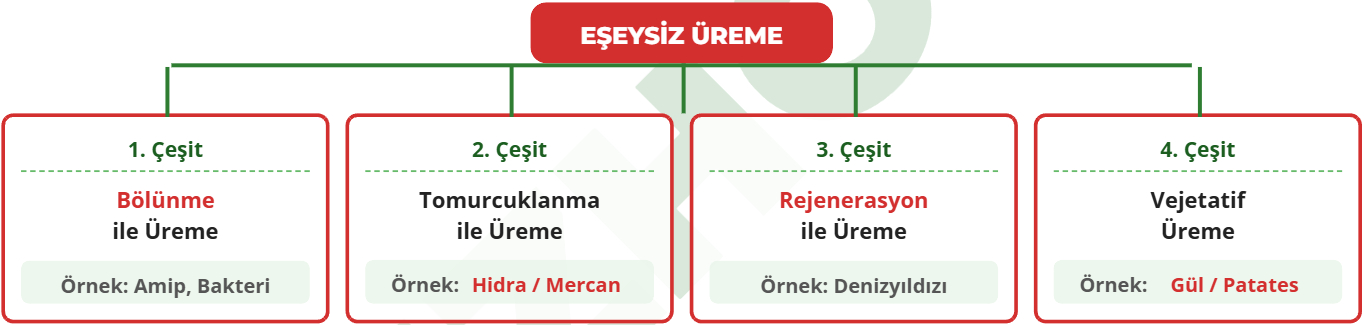 EŞEYSİZ ÜREME
1. Çeşit
Bölünme
ile Üreme
Örnek: Amip, Bakteri
2. Çeşit
Tomurcuklanma
ile Üreme
Örnek: Hidra / Mercan
3. Çeşit
Rejenerasyon
ile Üreme
Örnek: Denizyıldızı
4. Çeşit
Vejetatif
Üreme
Örnek: Gül / Patates